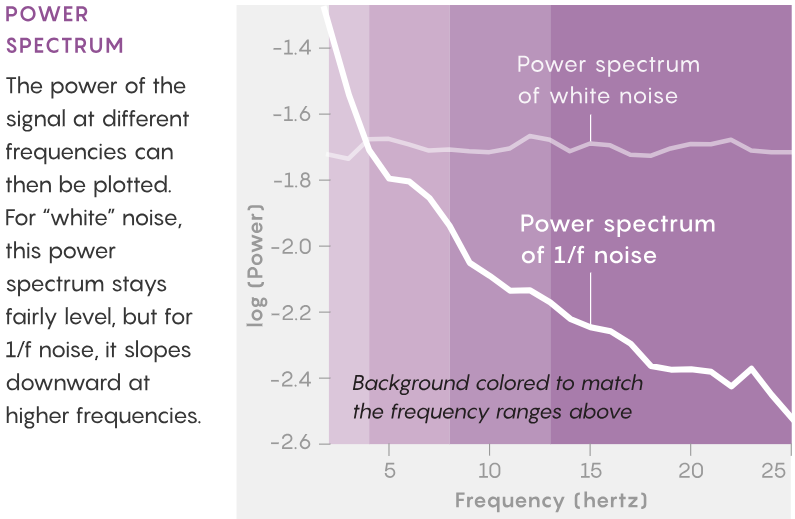 POWER
SPECTRUM
The power of the
signal at different
frequencies can
then be plotted.
For “white” noise,
this power
spectrum stays
fairly level, but for
1/f noise, it slopes
downward at
higher frequencies.
log (Power)
−1.4
−1.6
−1.8
−2.0
−2.2
−2.4
−2.6
Power spectrum
of white noise
Power spectrum
of 1/f noise
Background colored to match
the frequency ranges above
5 10 15 20 25
Frequency (hertz)